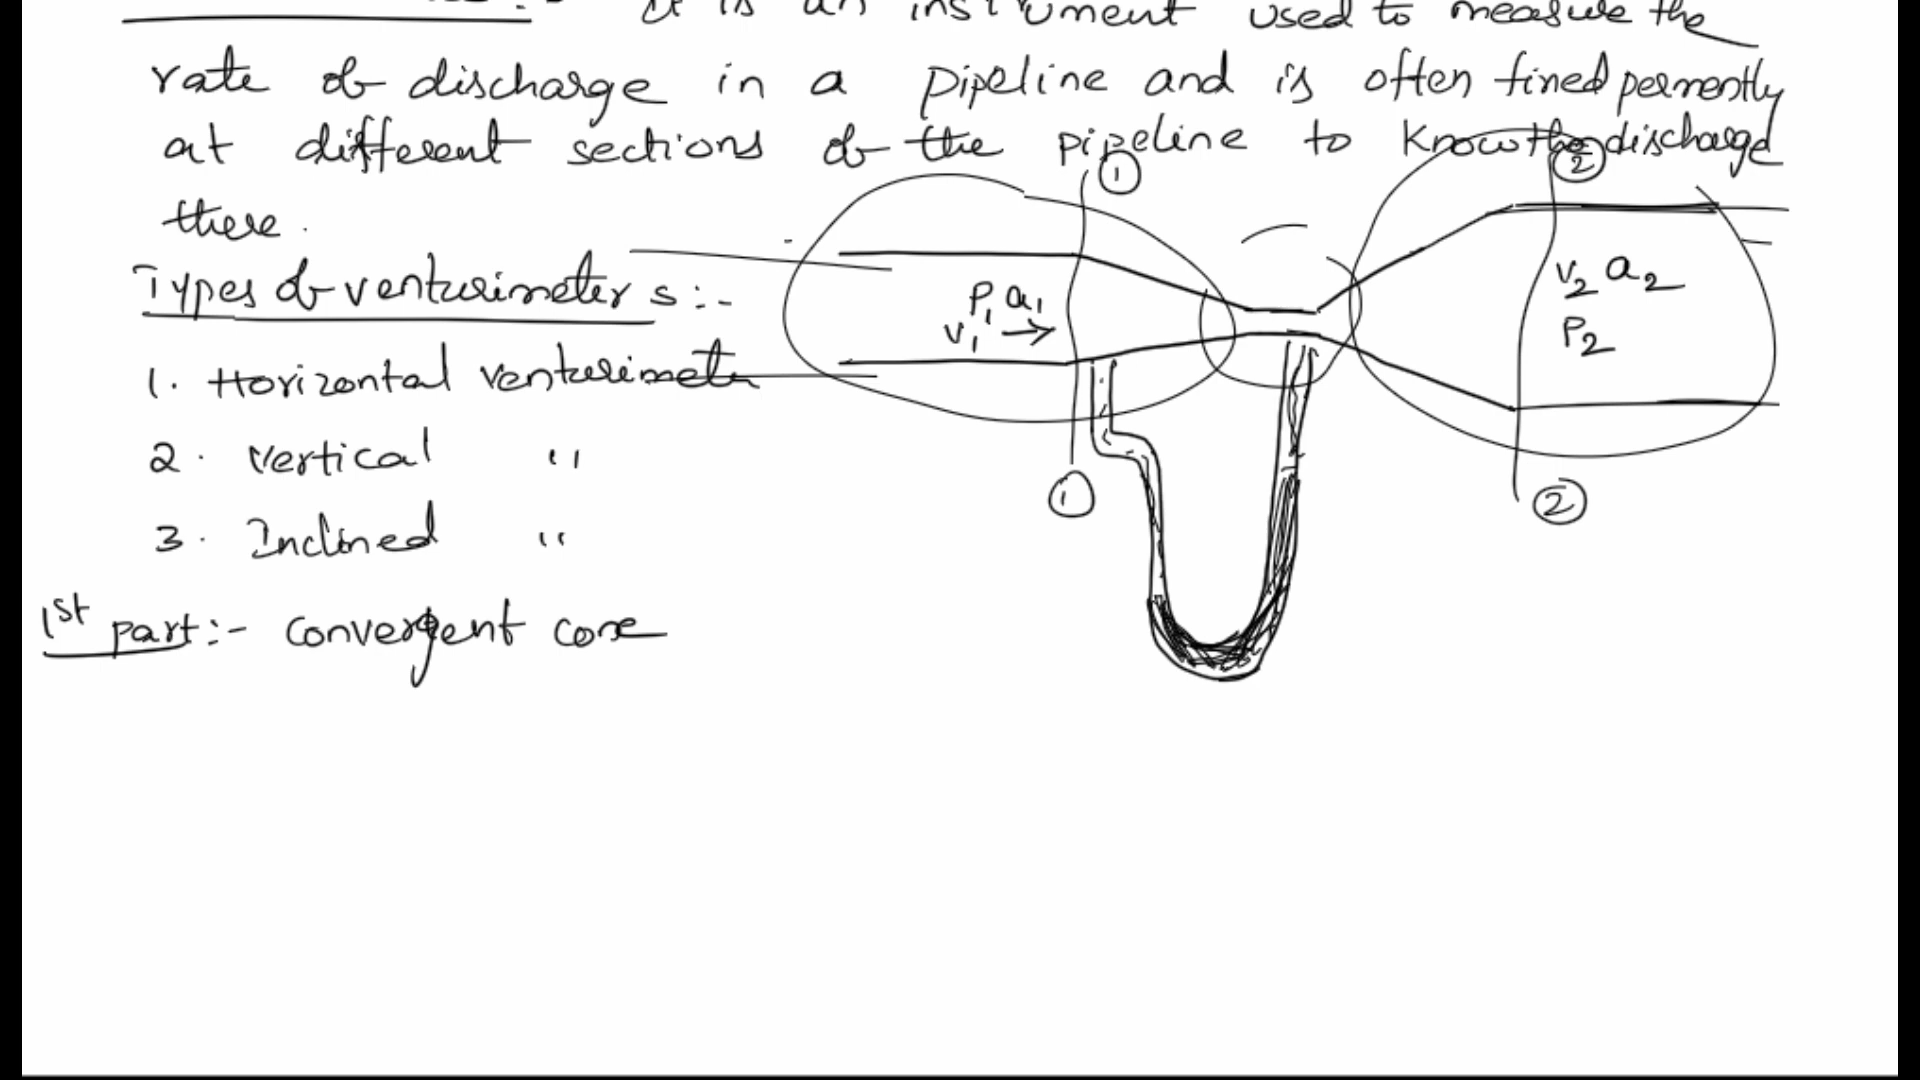 It is an instrument used to measure the
rate of discharge in a pipeline and is often fined permently
at different sections of the pipeline to know the discharge
there.
Types of venturimeters :-
1. Horizontal venturimeter
2. Vertical "
3. Inclined "
1st part :- convergent cone
①
②
P1 a1
v1 →
v2 a2
P2
①
②